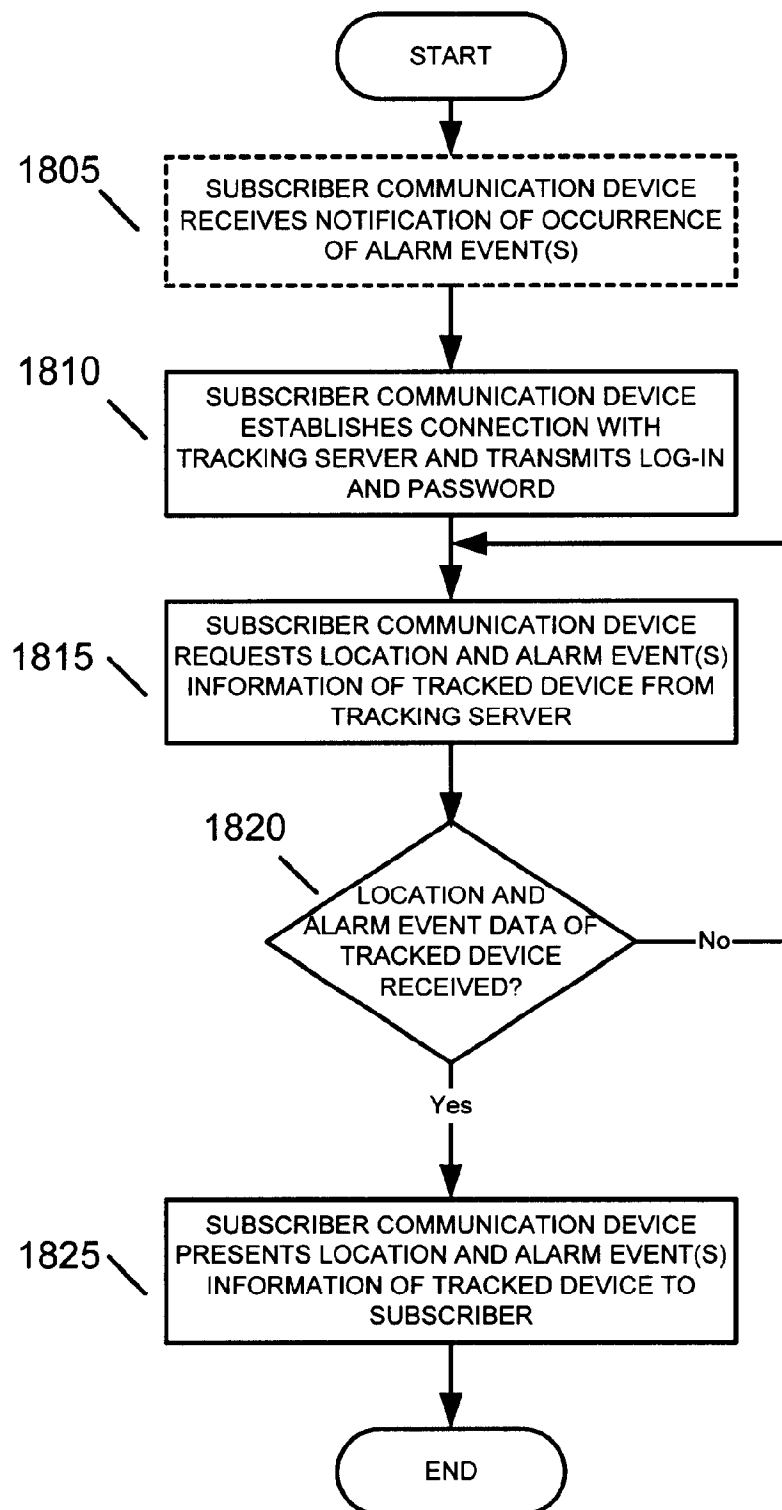 START
1805
SUBSCRIBER COMMUNICATION DEVICE
RECEIVES NOTIFICATION OF OCCURRENCE
OF ALARM EVENT(S)
1810
SUBSCRIBER COMMUNICATION DEVICE
ESTABLISHES CONNECTION WITH
TRACKING SERVER AND TRANSMITS LOG-IN
AND PASSWORD
1815
SUBSCRIBER COMMUNICATION DEVICE
REQUESTS LOCATION AND ALARM EVENT(S)
INFORMATION OF TRACKED DEVICE FROM
TRACKING SERVER
1820
LOCATION AND
ALARM EVENT DATA OF
TRACKED DEVICE
RECEIVED?
No
Yes
1825
SUBSCRIBER COMMUNICATION DEVICE
PRESENTS LOCATION AND ALARM EVENT(S)
INFORMATION OF TRACKED DEVICE TO
SUBSCRIBER
END